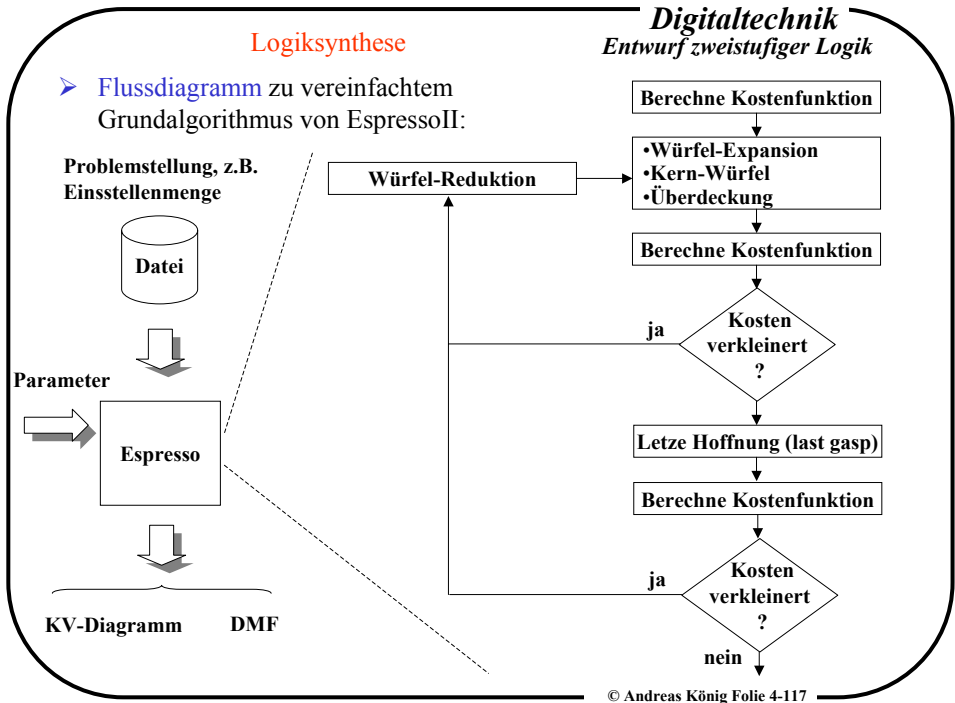 Digitaltechnik
Entwurf zweistufiger Logik
Logiksynthese
➢ Flussdiagramm zu vereinfachtem
Grundalgorithmus von EspressoII:
Problemstellung, z.B.
Einsstellenmenge
Datei
Parameter
Espresso
KV-Diagramm
DMF
Berechne Kostenfunktion
Würfel-Reduktion
•Würfel-Expansion
•Kern-Würfel
•Überdeckung
Berechne Kostenfunktion
ja
Kosten
verkleinert
?
Letze Hoffnung (last gasp)
Berechne Kostenfunktion
ja
Kosten
verkleinert
?
nein
© Andreas König Folie 4-117